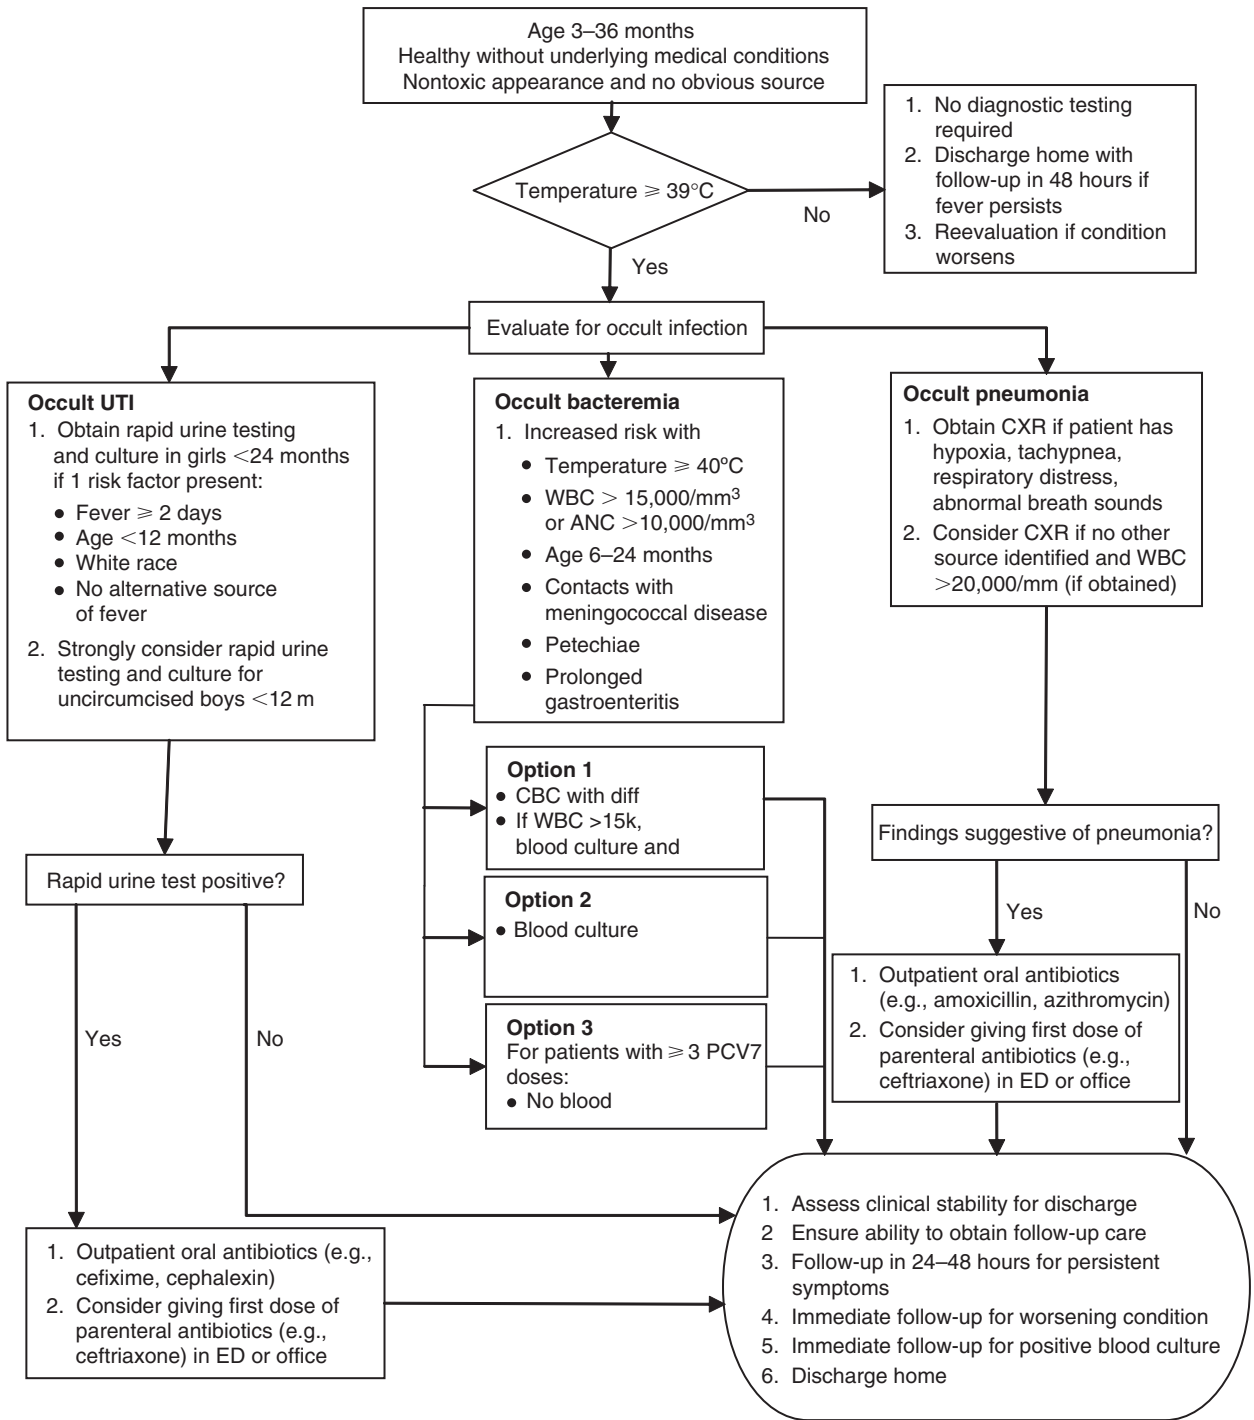 Age 3–36 months
Healthy without underlying medical conditions
Nontoxic appearance and no obvious source
Temperature ⩾ 39°C
No
1. No diagnostic testing
required
2. Discharge home with
follow-up in 48 hours if
fever persists
3. Reevaluation if condition
worsens
Yes
Evaluate for occult infection
Occult UTI
1. Obtain rapid urine testing
and culture in girls <24 months
if 1 risk factor present:
• Fever ⩾ 2 days
• Age <12 months
• White race
• No alternative source
of fever
2. Strongly consider rapid urine
testing and culture for
uncircumcised boys <12 m
Occult bacteremia
1. Increased risk with
• Temperature ⩾ 40ºC
• WBC > 15,000/mm³
or ANC >10,000/mm³
• Age 6–24 months
• Contacts with
meningococcal disease
• Petechiae
• Prolonged
gastroenteritis
Occult pneumonia
1. Obtain CXR if patient has
hypoxia, tachypnea,
respiratory distress,
abnormal breath sounds
2. Consider CXR if no other
source identified and WBC
>20,000/mm (if obtained)
Option 1
• CBC with diff
• If WBC >15k,
blood culture and
Option 2
• Blood culture
Option 3
For patients with ⩾ 3 PCV7
doses:
• No blood
Rapid urine test positive?
Yes
No
Findings suggestive of pneumonia?
Yes
No
1. Outpatient oral antibiotics
(e.g., amoxicillin, azithromycin)
2. Consider giving first dose of
parenteral antibiotics (e.g.,
ceftriaxone) in ED or office
1. Outpatient oral antibiotics (e.g.,
cefixime, cephalexin)
2. Consider giving first dose of
parenteral antibiotics (e.g.,
ceftriaxone) in ED or office
1. Assess clinical stability for discharge
2 Ensure ability to obtain follow-up care
3. Follow-up in 24–48 hours for persistent
symptoms
4. Immediate follow-up for worsening condition
5. Immediate follow-up for positive blood culture
6. Discharge home